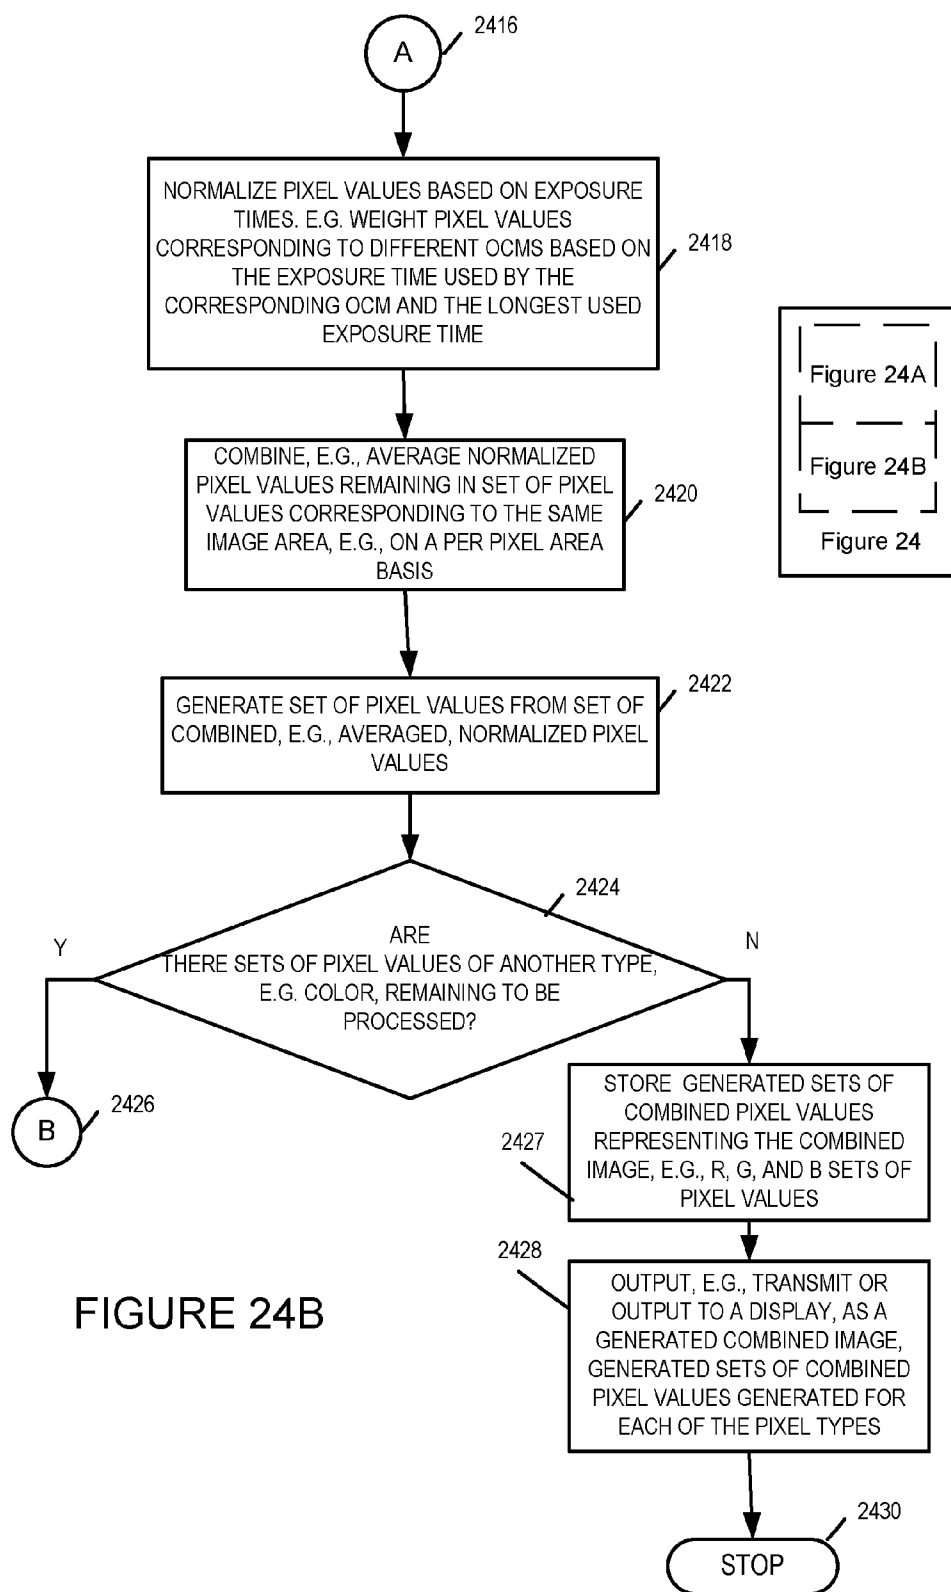 A
2416
NORMALIZE PIXEL VALUES BASED ON EXPOSURE
TIMES. E.G. WEIGHT PIXEL VALUES
CORRESPONDING TO DIFFERENT OCMS BASED ON
THE EXPOSURE TIME USED BY THE
CORRESPONDING OCM AND THE LONGEST USED
EXPOSURE TIME
2418
Figure 24A
Figure 24B
Figure 24
COMBINE, E.G., AVERAGE NORMALIZED
PIXEL VALUES REMAINING IN SET OF PIXEL
VALUES CORRESPONDING TO THE SAME
IMAGE AREA, E.G., ON A PER PIXEL AREA
BASIS
2420
GENERATE SET OF PIXEL VALUES FROM SET OF
COMBINED, E.G., AVERAGED, NORMALIZED PIXEL
VALUES
2422
2424
ARE
THERE SETS OF PIXEL VALUES OF ANOTHER TYPE,
E.G. COLOR, REMAINING TO BE
PROCESSED?
Y
N
B
2426
STORE GENERATED SETS OF
COMBINED PIXEL VALUES
REPRESENTING THE COMBINED
IMAGE, E.G., R, G, AND B SETS OF
PIXEL VALUES
2427
2428
OUTPUT, E.G., TRANSMIT OR
OUTPUT TO A DISPLAY, AS A
GENERATED COMBINED IMAGE,
GENERATED SETS OF COMBINED
PIXEL VALUES GENERATED FOR
EACH OF THE PIXEL TYPES
FIGURE 24B
2430
STOP